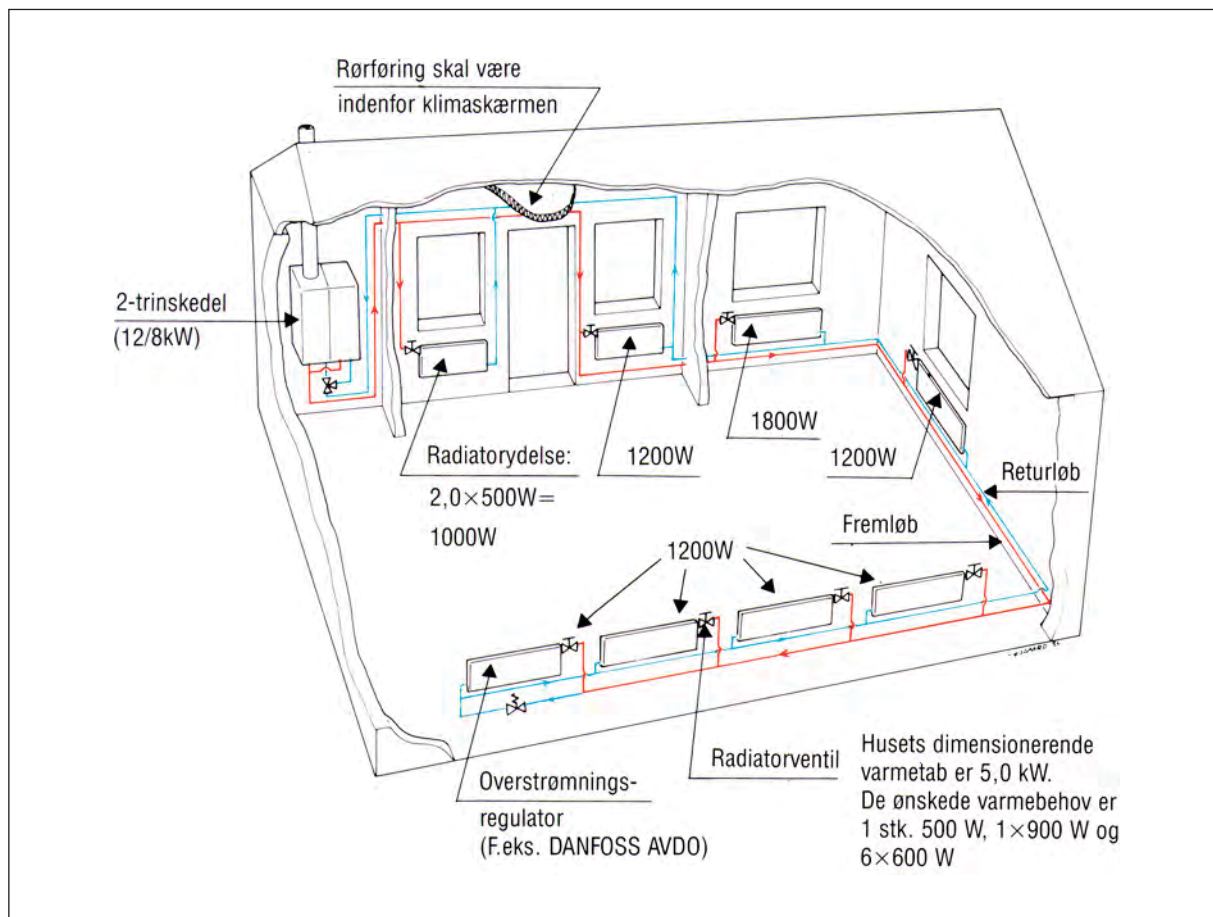 Rørføring skal være
indenfor klimaskærmen
2-trinskedel
(12/8kW)
Radiatorydelse:
2,0×500W=
1000W
1200W
1800W
1200W
Returløb
Fremløb
1200W
Overstrømnings-
regulator
(F.eks. DANFOSS AVDO)
Radiatorventil
Husets dimensionerende
varmetab er 5,0 kW.
De ønskede varmebehov er
1 stk. 500 W, 1×900 W og
6×600 W